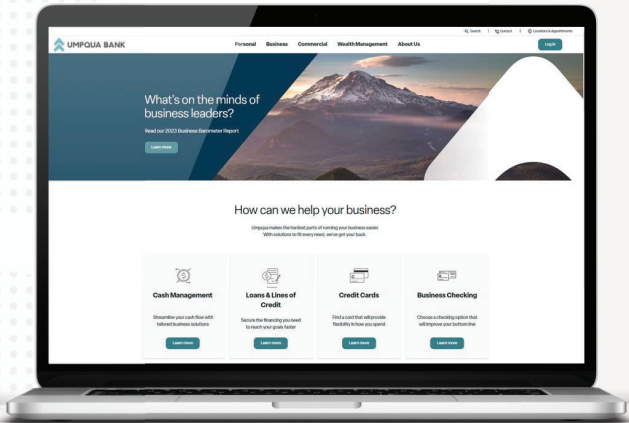 Search | Contact | Locations & Appointments
UMPQUA BANK
Personal Business Commercial Wealth Management About Us
Log In
What's on the minds of
business leaders?
Read our 2023 Business Barometer Report
Learn more
How can we help your business?
Umpqua makes the hardest parts of running your business easier.
With solutions to fit every need, we've got your back.
Cash Management
Streamline your cash flow with
tailored business solutions
Learn more
Loans & Lines of
Credit
Secure the financing you need
to reach your goals faster
Learn more
Credit Cards
Find a card that will provide
flexibility in how you spend
Learn more
Business Checking
Choose a checking option that
will improve your bottom line
Learn more